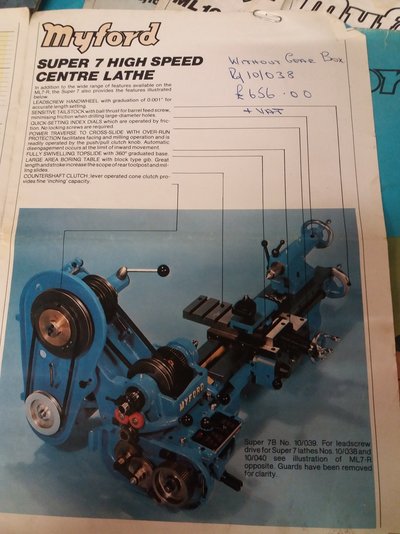 Myford
SUPER 7 HIGH SPEED
CENTRE LATHE
WITHOUT GEAR BOX
10/038
£656.00
+ VAT
In addition to the wide range of features available on the
ML7-R, the Super 7 also provides the features illustrated
below.
LEADSCREW HANDWHEEL with graduation of 0.001" for
accurate length setting.
SENSITIVE TAILSTOCK with ball thrust for barrel feed screw,
minimising friction when drilling large-diameter holes.
QUICK-SETTING INDEX DIALS which are operated by fric-
tion. No locking screws are required.
POWER TRAVERSE TO CROSS-SLIDE WITH OVER-RUN
PROTECTION facilitates facing and milling operation and is
readily operated by the push/pull clutch knob. Automatic
disengagement occurs at the limit of inward movement.
FULLY SWIVELLING TOPSLIDE with 360° graduated base.
LARGE AREA BORING TABLE with block type gib. Great
length and stroke increase the scope of rear toolpost and mil-
ling slides.
COUNTERSHAFT CLUTCH: lever operated cone clutch pro-
vides fine 'inching' capacity.
MYFORD
Super 7B No. 10/039. For leadscrew
drive for Super 7 lathes Nos. 10/038 and
10/040 see illustration of ML7-R
opposite. Guards have been removed
for clarity.